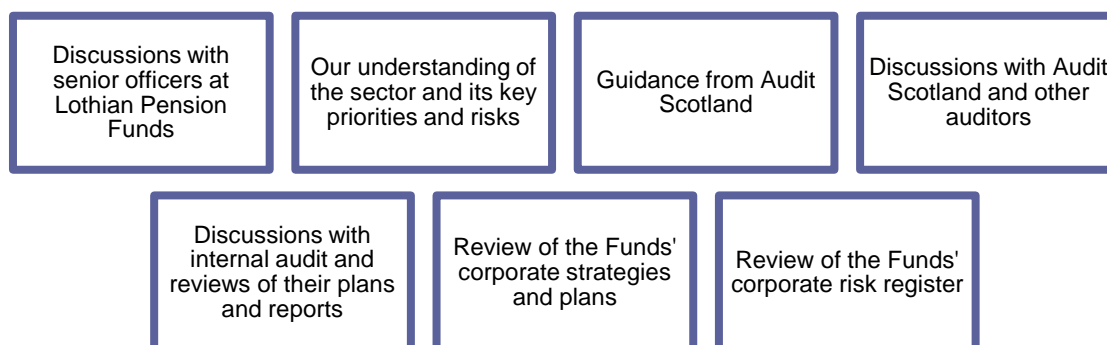 Discussions with
senior officers at
Lothian Pension
Funds
Our understanding of
the sector and its key
priorities and risks
Guidance from Audit
Scotland
Discussions with Audit
Scotland and other
auditors
Discussions with
internal audit and
reviews of their plans
and reports
Review of the Funds'
corporate strategies
and plans
Review of the Funds'
corporate risk register